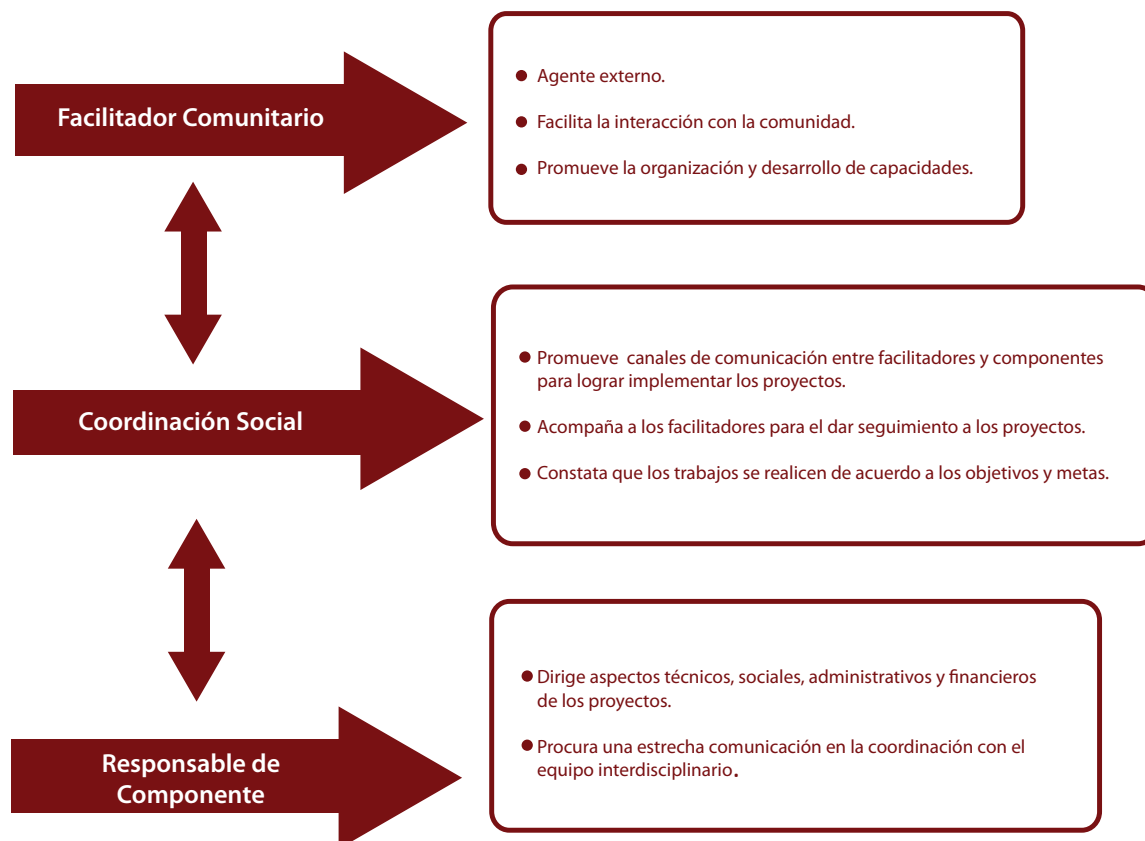 Facilitador Comunitario
● Agente externo.
● Facilita la interacción con la comunidad.
● Promueve la organización y desarrollo de capacidades.
Coordinación Social
● Promueve canales de comunicación entre facilitadores y componentes
para lograr implementar los proyectos.
● Acompaña a los facilitadores para el dar seguimiento a los proyectos.
● Constata que los trabajos se realicen de acuerdo a los objetivos y metas.
Responsable de
Componente
● Dirige aspectos técnicos, sociales, administrativos y financieros
de los proyectos.
● Procura una estrecha comunicación en la coordinación con el
equipo interdisciplinario.